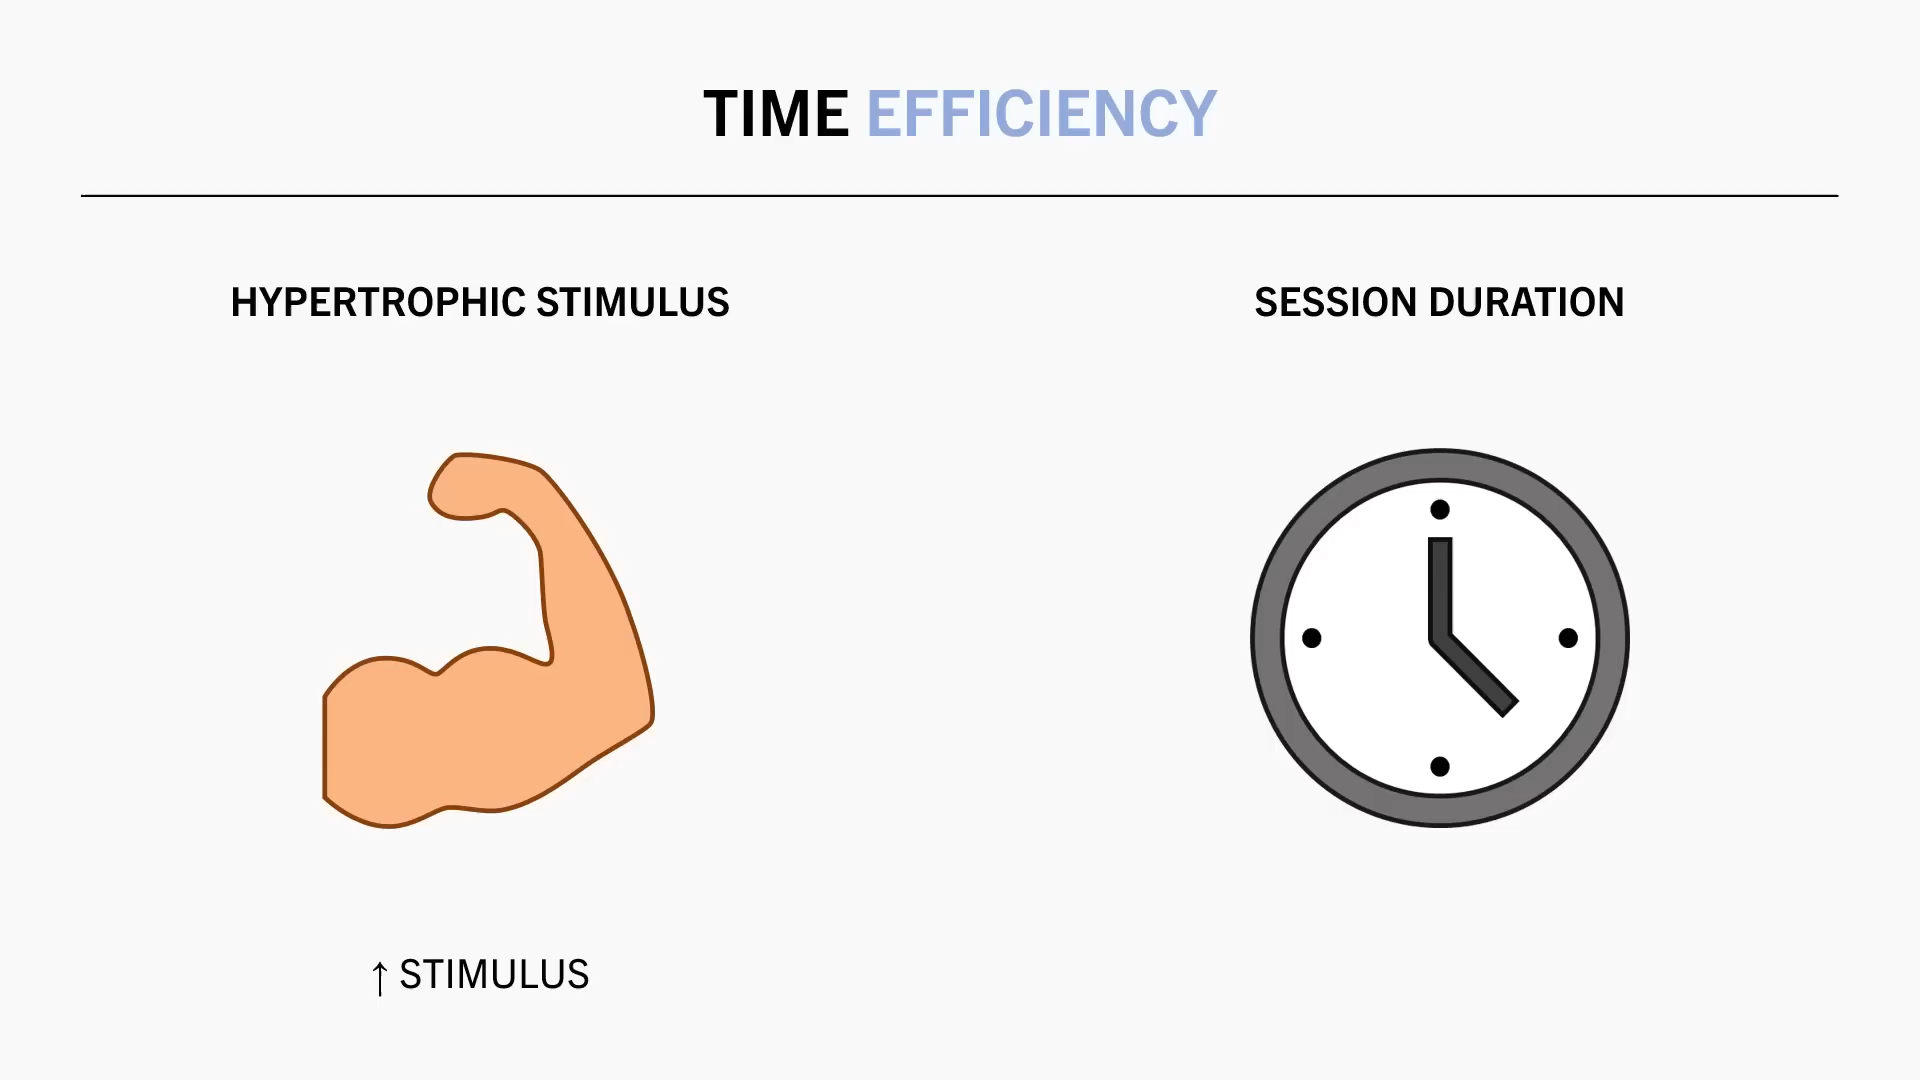 TIME EFFICIENCY
HYPERTROPHIC STIMULUS
SESSION DURATION
↑ STIMULUS